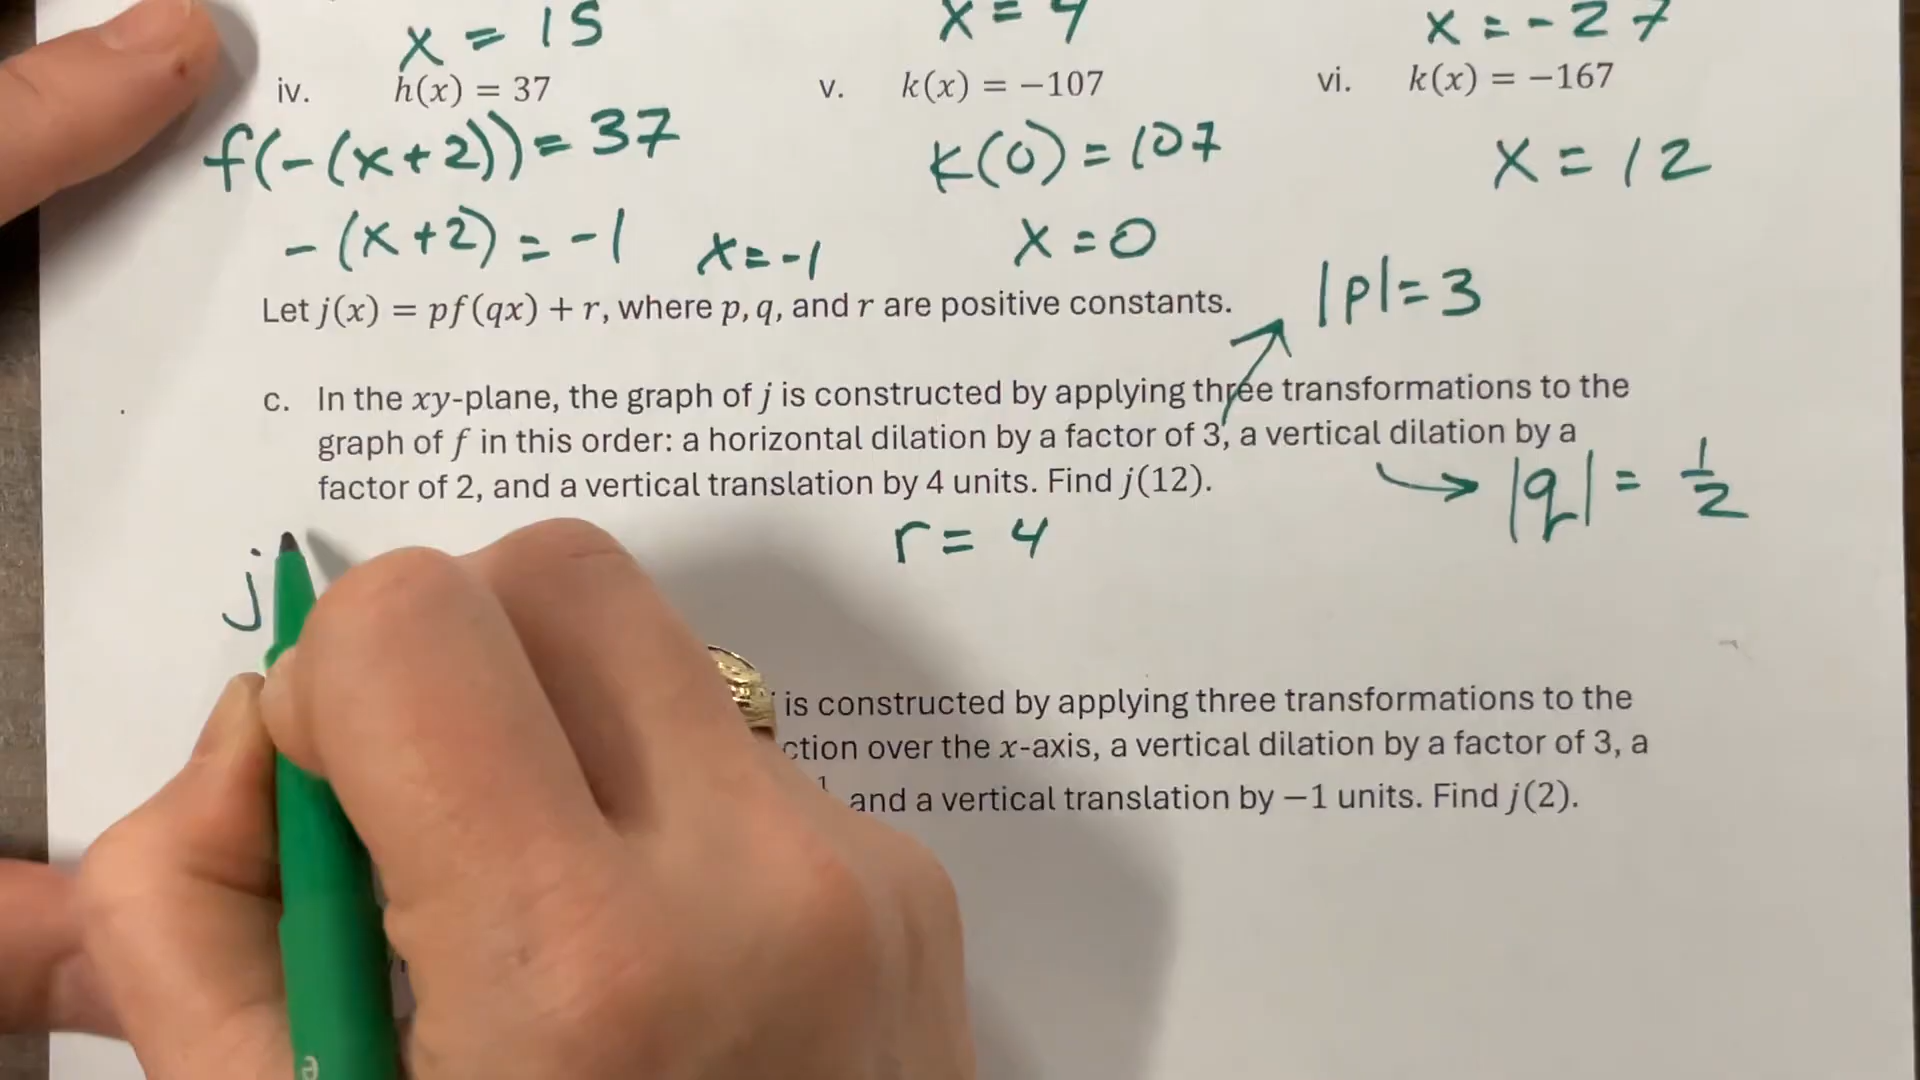 x = 15
x = 4
x = -27
iv. h(x) = 37
v. k(x) = −107
vi. k(x) = −167
f(-(x+2)) = 37
k(0) = 107
x = 12
-(x+2) = -1
x = -1
x = 0
|p| = 3
Let j(x) = pf(qx) + r, where p, q, and r are positive constants.
c. In the xy-plane, the graph of j is constructed by applying three transformations to the
graph of f in this order: a horizontal dilation by a factor of 3, a vertical dilation by a
factor of 2, and a vertical translation by 4 units. Find j(12).
|q| = 1/2
r = 4
j
is constructed by applying three transformations to the
ction over the x-axis, a vertical dilation by a factor of 3, a
and a vertical translation by −1 units. Find j(2).